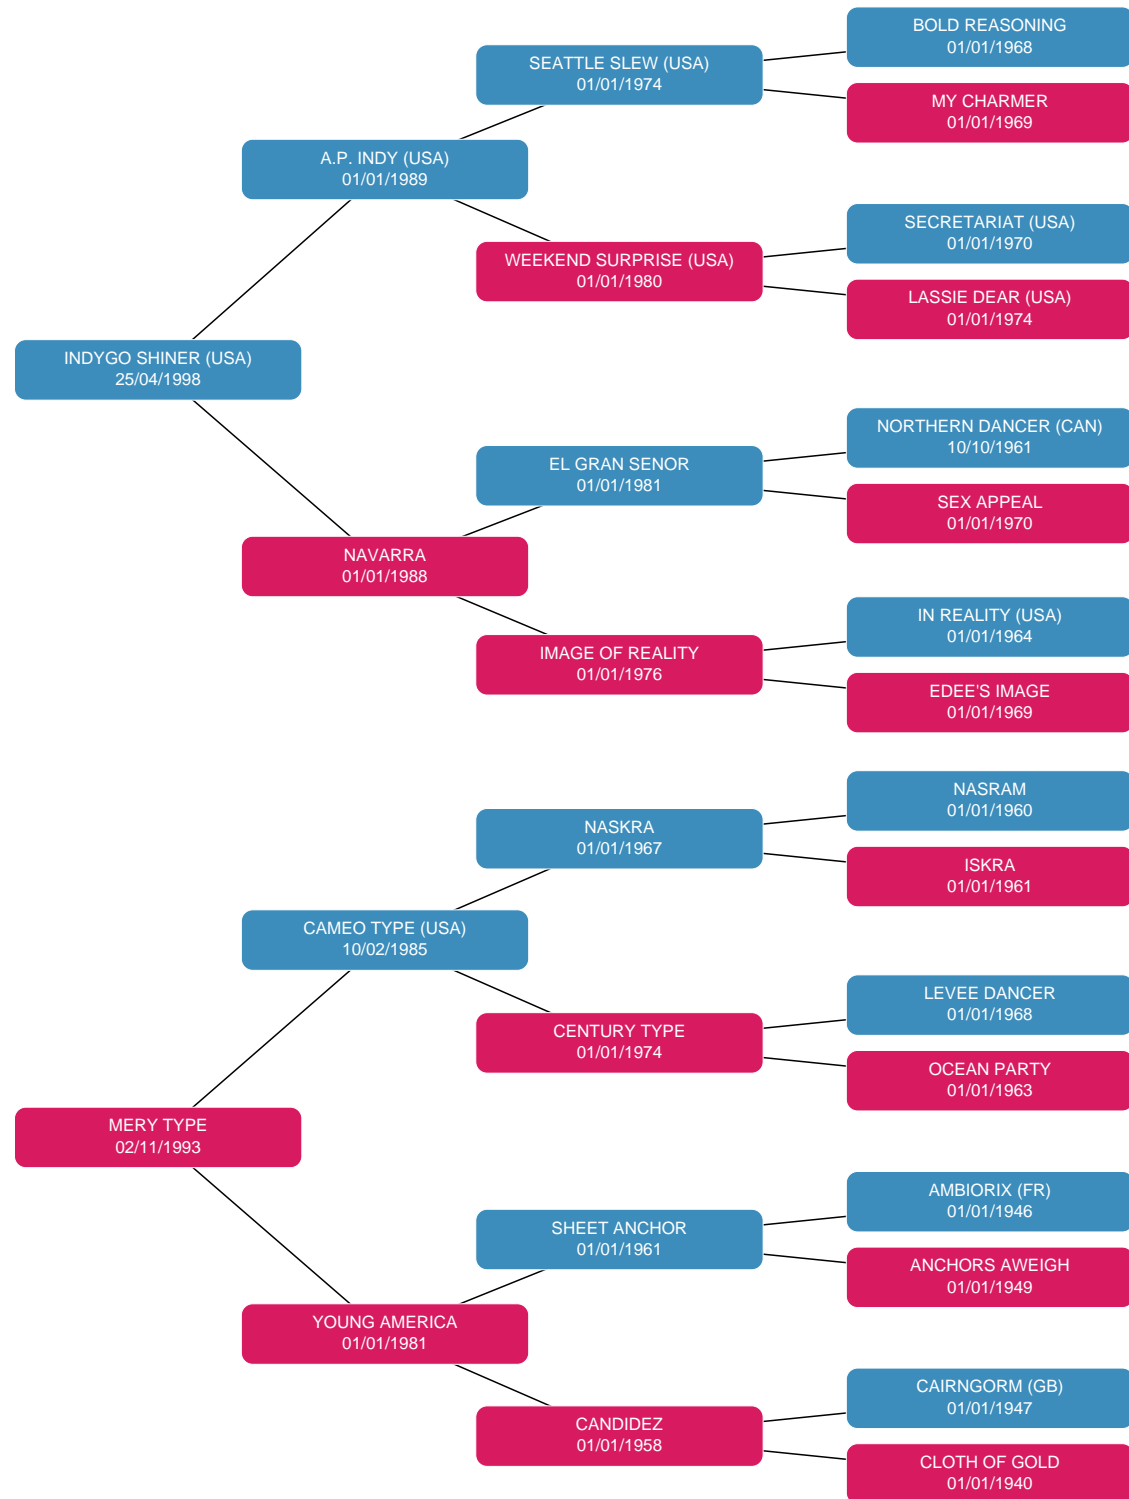 BOLD REASONING
01/01/1968
SEATTLE SLEW (USA)
01/01/1974
MY CHARMER
01/01/1969
A.P. INDY (USA)
01/01/1989
SECRETARIAT (USA)
01/01/1970
WEEKEND SURPRISE (USA)
01/01/1980
LASSIE DEAR (USA)
01/01/1974
INDYGO SHINER (USA)
25/04/1998
NORTHERN DANCER (CAN)
10/10/1961
EL GRAN SENOR
01/01/1981
SEX APPEAL
01/01/1970
NAVARRA
01/01/1988
IN REALITY (USA)
01/01/1964
IMAGE OF REALITY
01/01/1976
EDEE'S IMAGE
01/01/1969
NASRAM
01/01/1960
NASKRA
01/01/1967
ISKRA
01/01/1961
CAMEO TYPE (USA)
10/02/1985
LEVEE DANCER
01/01/1968
CENTURY TYPE
01/01/1974
OCEAN PARTY
01/01/1963
MERY TYPE
02/11/1993
AMBIORIX (FR)
01/01/1946
SHEET ANCHOR
01/01/1961
ANCHORS AWEIGH
01/01/1949
YOUNG AMERICA
01/01/1981
CAIRNGORM (GB)
01/01/1947
CANDIDEZ
01/01/1958
CLOTH OF GOLD
01/01/1940